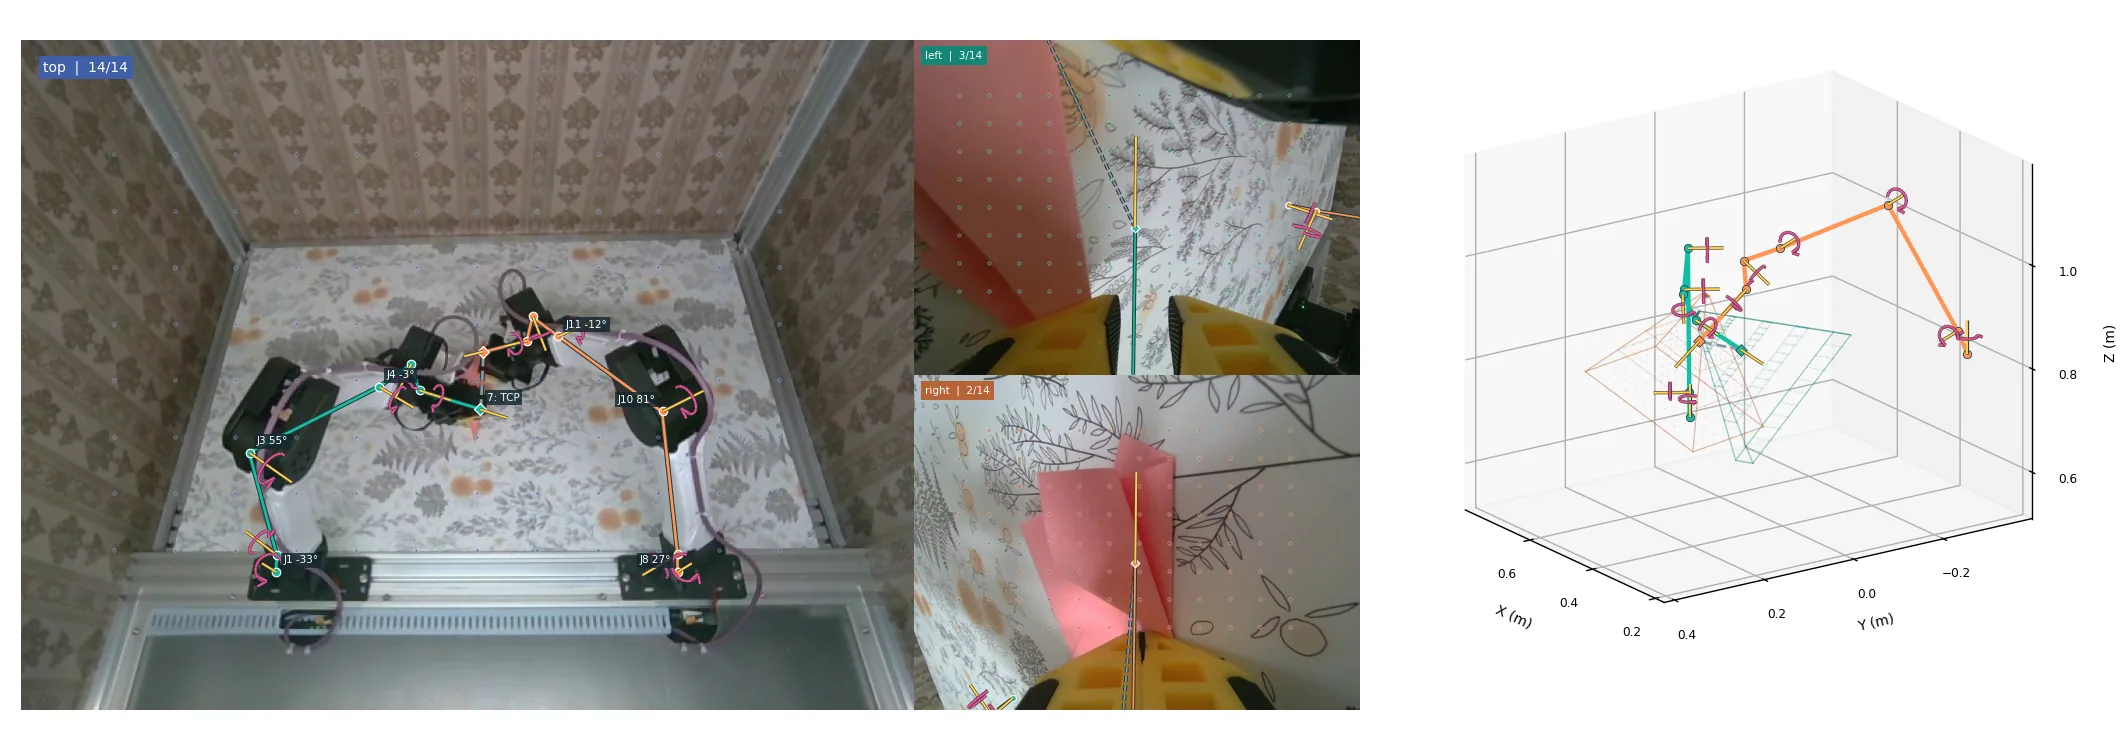 top | 14/14
J11 -12°
J4 -3°
7: TCP
J10 81°
J3 55°
J1 -33°
J8 27°
left | 3/14
right | 2/14
1.0
0.8
0.6
Z (m)
0.6
0.4
0.2
X (m)
0.4
0.2
0.0
−0.2
Y (m)